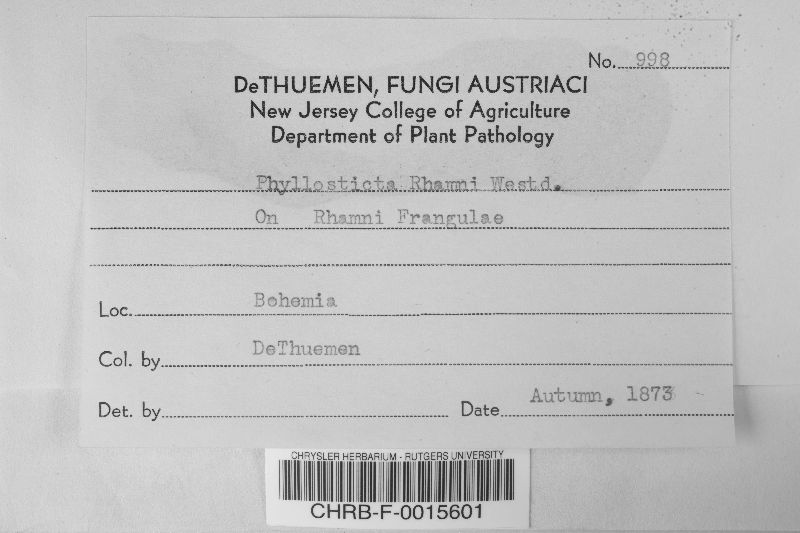 No. 998
DeTHUEMEN, FUNGI AUSTRIACI
New Jersey College of Agriculture
Department of Plant Pathology
Phyllosticta Rhamni Westd.
On Rhamni Frangulae
Loc. Bohemia
Col. by DeThuemen
Det. by
Date Autumn, 1873
CHRYSLER HERBARIUM - RUTGERS UNIVERSITY
CHRB-F-0015601